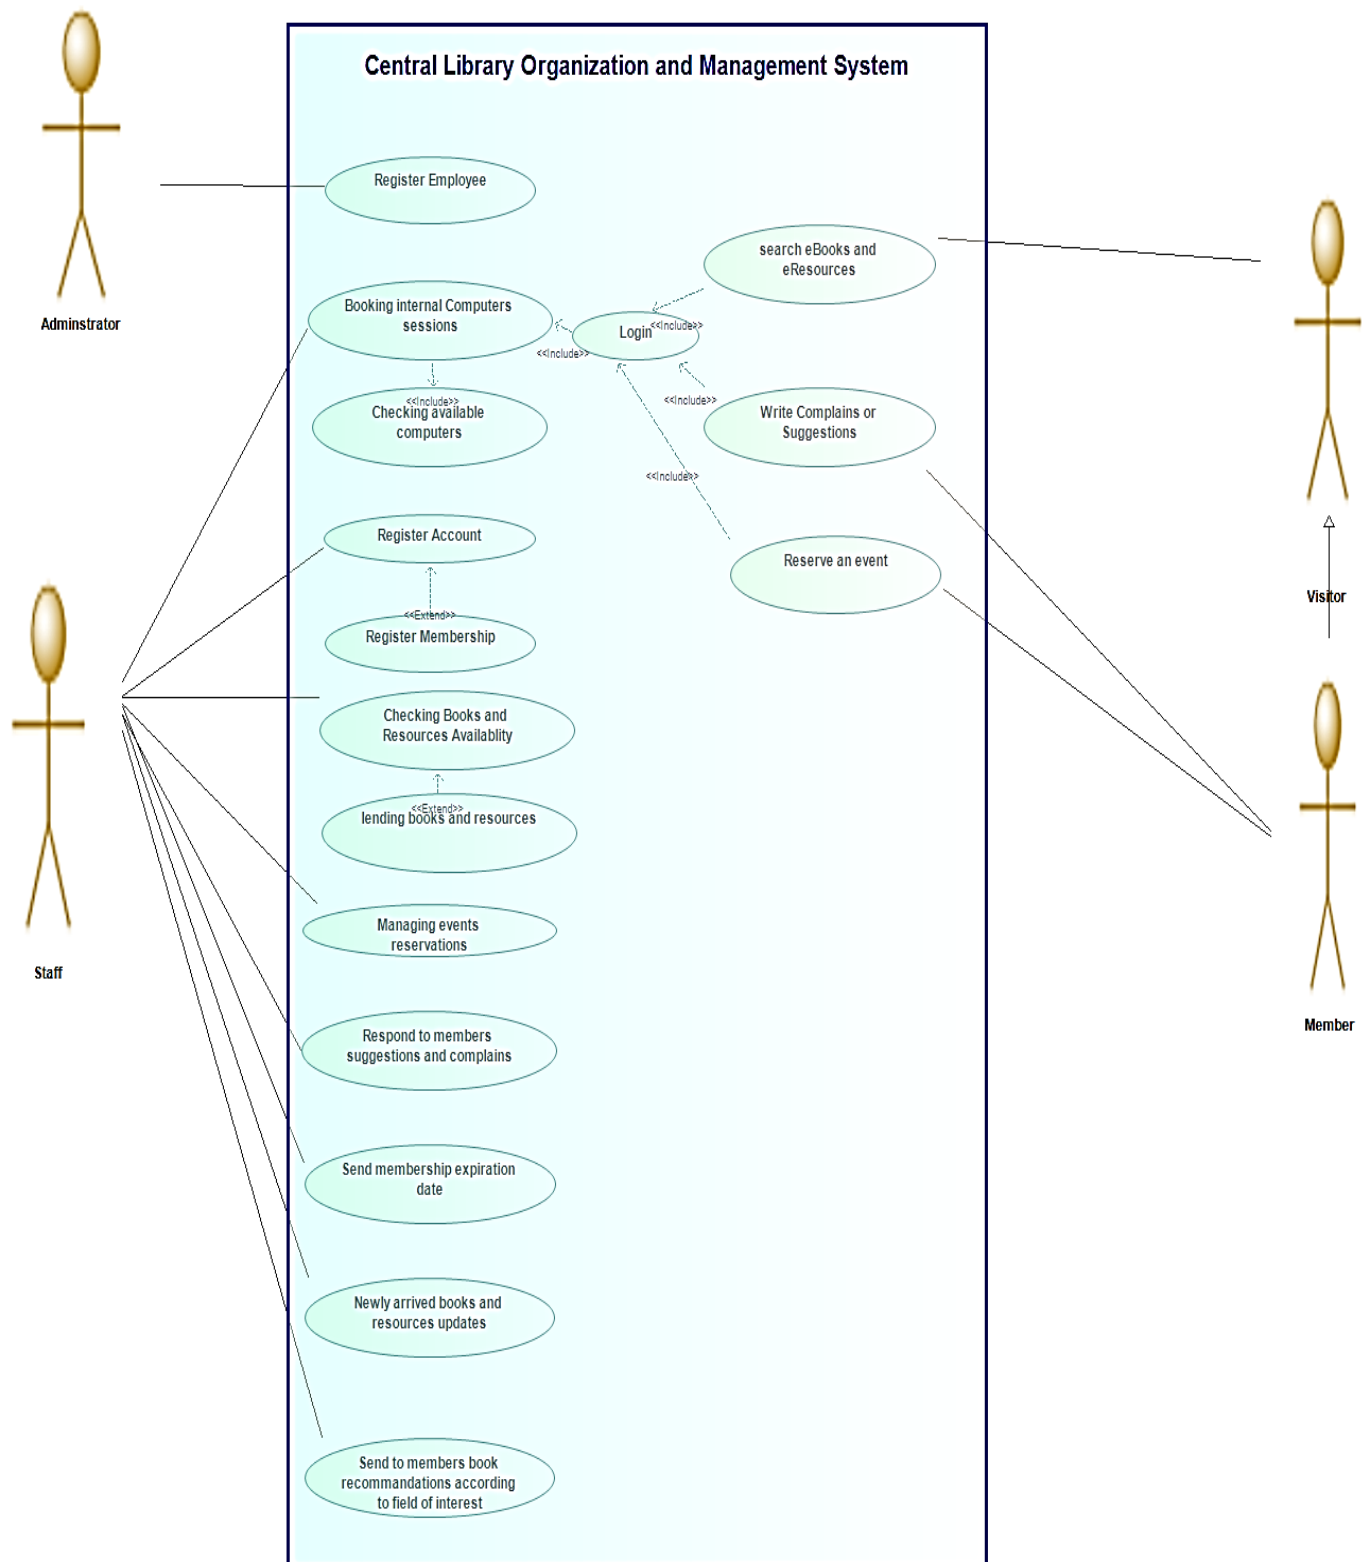 Central Library Organization and Management System
Register Employee
search eBooks and
eResources
Booking internal Computers
sessions
Login
<<Include>>
<<Include>>
Adminstrator
<<Include>>
Checking available
computers
<<Include>>
Write Complains or
Suggestions
<<Include>>
Register Account
Reserve an event
Visitor
<<Extend>>
Register Membership
Checking Books and
Resources Availablity
<<Extend>>
lending books and resources
Managing events
reservations
Staff
Member
Respond to members
suggestions and complains
Send membership expiration
date
Newly arrived books and
resources updates
Send to members book
recommandations according
to field of interest